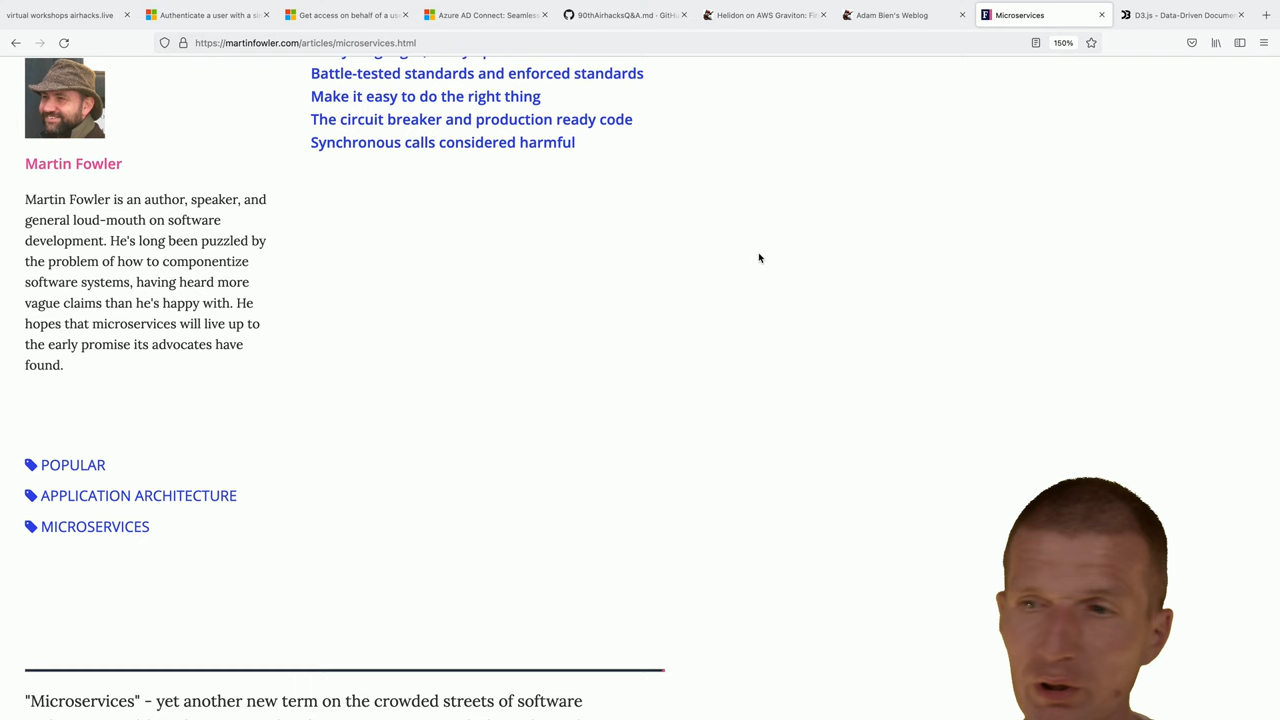 virtual workshops airhacks.live
Authenticate a user with a si
Get access on behalf of a us
Azure AD Connect: Seamles
90thAirhacksQ&A.md · GitHu
Helidon on AWS Graviton: Fi
Adam Bien's Weblog
Microservices
D3.js - Data-Driven Docume
https://martinfowler.com/articles/microservices.html
150%
Battle-tested standards and enforced standards
Make it easy to do the right thing
The circuit breaker and production ready code
Synchronous calls considered harmful
Martin Fowler
Martin Fowler is an author, speaker, and
general loud-mouth on software
development. He's long been puzzled by
the problem of how to componentize
software systems, having heard more
vague claims than he's happy with. He
hopes that microservices will live up to
the early promise its advocates have
found.
POPULAR
APPLICATION ARCHITECTURE
MICROSERVICES
"Microservices" - yet another new term on the crowded streets of software